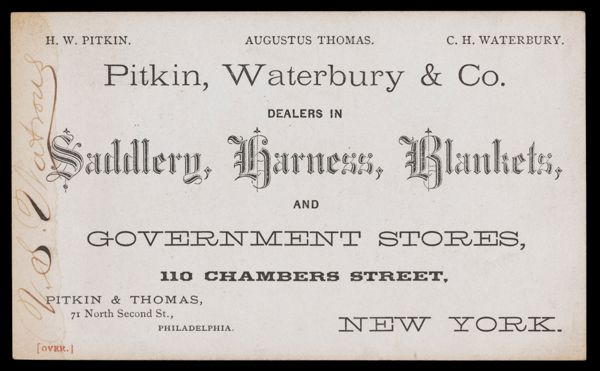 H. W. PITKIN. AUGUSTUS THOMAS. C. H. WATERBURY.
Pitkin, Waterbury & Co.
DEALERS IN
Saddlery, Harness, Blankets,
AND
GOVERNMENT STORES,
110 CHAMBERS STREET,
PITKIN & THOMAS,
71 North Second St.,
PHILADELPHIA.
NEW YORK.
[OVER.]